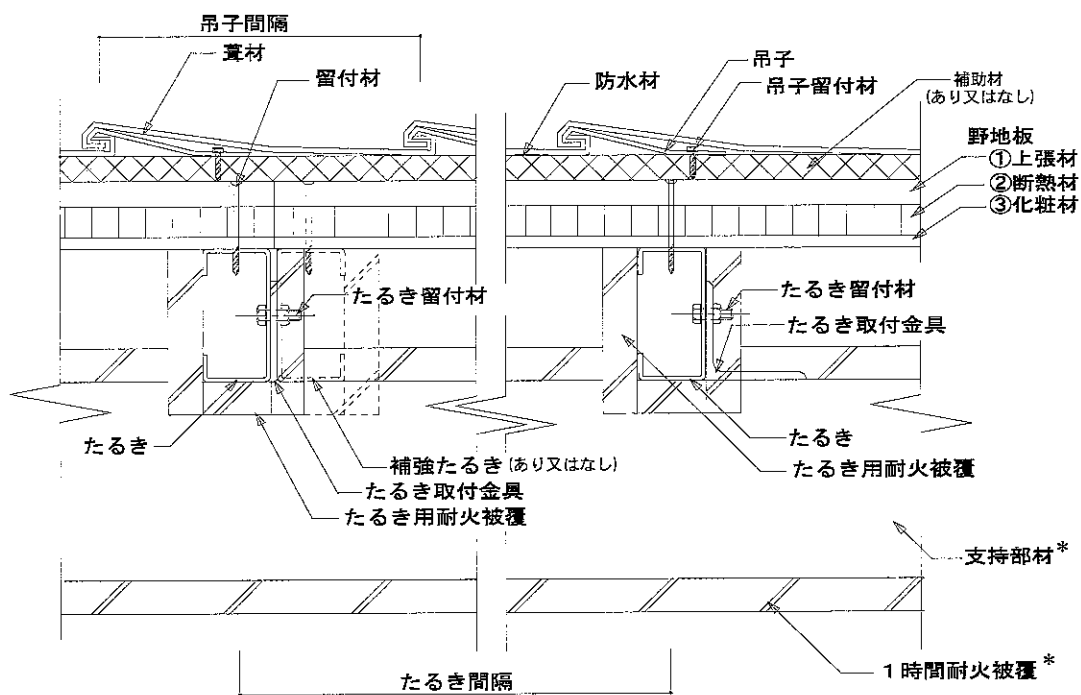 吊子間隔
葺材
留付材
防水材
吊子
吊子留付材
補助材
(あり又はなし)
野地板
①上張材
②断熱材
③化粧材
たるき留付材
たるき留付材
たるき取付金具
たるき
補強たるき(あり又はなし)
たるき取付金具
たるき用耐火被覆
たるき
たるき用耐火被覆
支持部材*
1時間耐火被覆*
たるき間隔